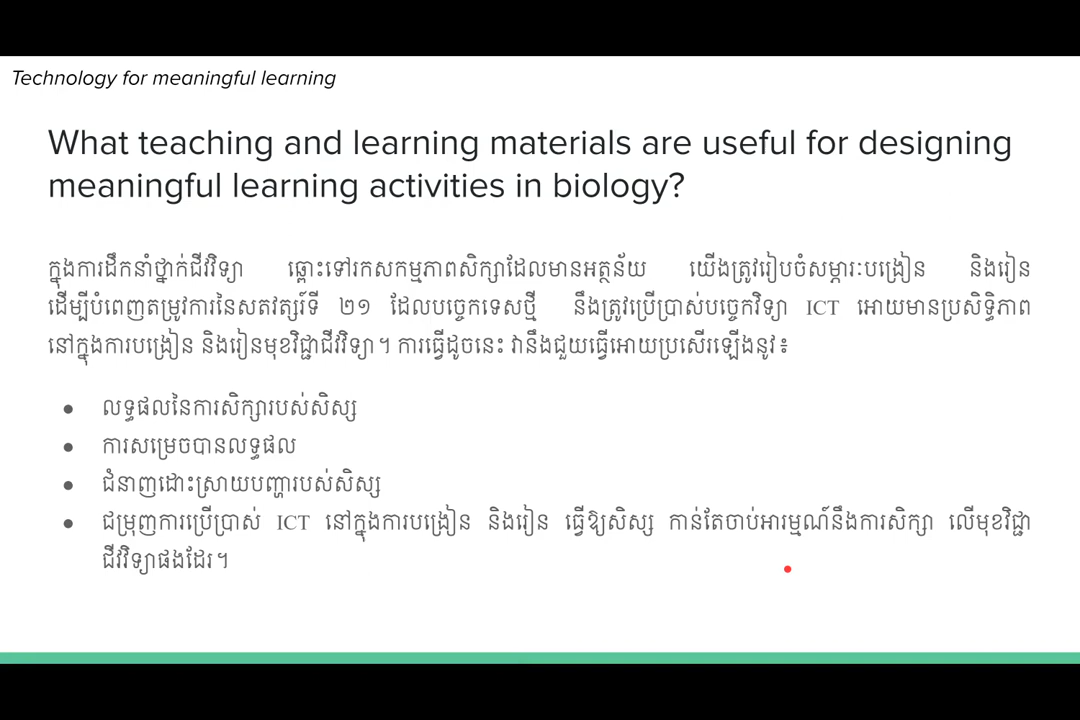 Technology for meaningful learning
What teaching and learning materials are useful for designing
meaningful learning activities in biology?
ក្នុងការដឹកនាំថ្នាក់ជីវវិទ្យា ឆ្ពោះទៅរកសកម្មភាពសិក្សាដែលមានអត្ថន័យ យើងត្រូវរៀបចំសម្ភារៈបង្រៀន និងរៀន
ដើម្បីបំពេញតម្រូវការនៃសតវត្សរ៍ទី ២១ ដែលបច្ចេកទេសថ្មី នឹងត្រូវប្រើប្រាស់បច្ចេកវិទ្យា ICT អោយមានប្រសិទ្ធិភាព
នៅក្នុងការបង្រៀន និងរៀនមុខវិជ្ជាជីវវិទ្យា។ ការធ្វើដូចនេះ វានឹងជួយធ្វើអោយប្រសើរឡើងនូវ៖
● លទ្ធផលនៃការសិក្សារបស់សិស្ស
● ការសម្រេចបានលទ្ធផល
● ជំនាញដោះស្រាយបញ្ហារបស់សិស្ស
● ជម្រុញការប្រើប្រាស់ ICT នៅក្នុងការបង្រៀន និងរៀន ធ្វើឱ្យសិស្ស កាន់តែចាប់អារម្មណ៍នឹងការសិក្សា លើមុខវិជ្ជា
ជីវវិទ្យាផងដែរ។